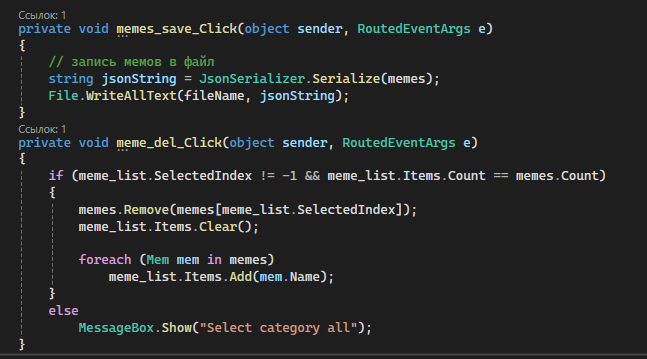 Ссылок: 1
private void memes_save_Click(object sender, RoutedEventArgs e)
{
// запись мемов в файл
string jsonString = JsonSerializer.Serialize(memes);
File.WriteAllText(fileName, jsonString);
}
Ссылок: 1
private void meme_del_Click(object sender, RoutedEventArgs e)
{
if (meme_list.SelectedIndex != -1 && meme_list.Items.Count == memes.Count)
{
memes.Remove(memes[meme_list.SelectedIndex]);
meme_list.Items.Clear();
foreach (Mem mem in memes)
meme_list.Items.Add(mem.Name);
}
else
MessageBox.Show("Select category all");
}